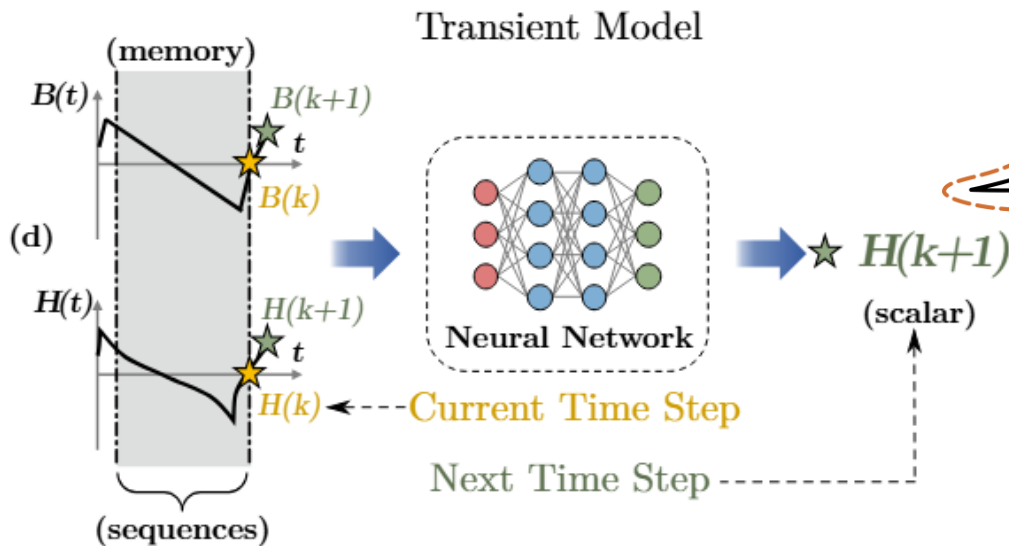 Transient Model
(memory)
B(t)
B(k+1)
t
B(k)
(d)
H(t)
H(k+1)
t
H(k)
(sequences)
Neural Network
H(k+1)
(scalar)
Current Time Step
Next Time Step